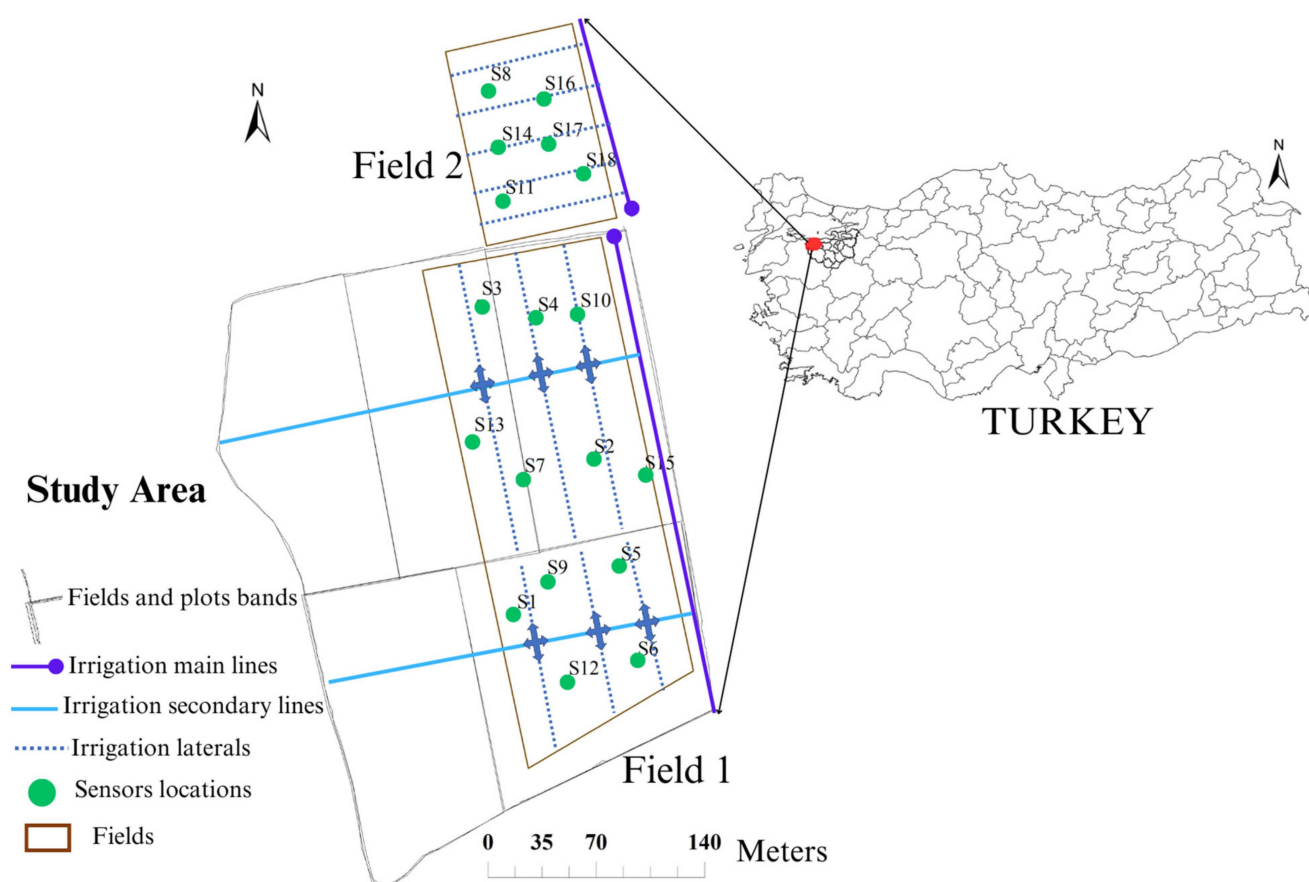 N
S8
S16
S14
S17
Field 2
S18
S11
N
TURKEY
S3
S4
S10
S13
S2
S7
S15
S5
S9
S1
S6
S12
Field 1
Study Area
Fields and plots bands
Irrigation main lines
Irrigation secondary lines
Irrigation laterals
Sensors locations
Fields
0 35 70 140 Meters